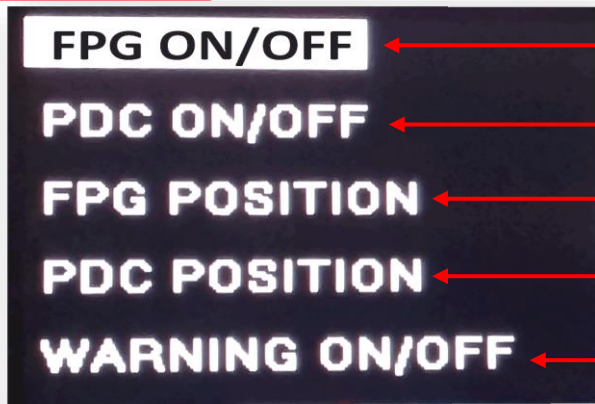 FPG ON/OFF
PDC ON/OFF
FPG POSITION
PDC POSITION
WARNING ON/OFF